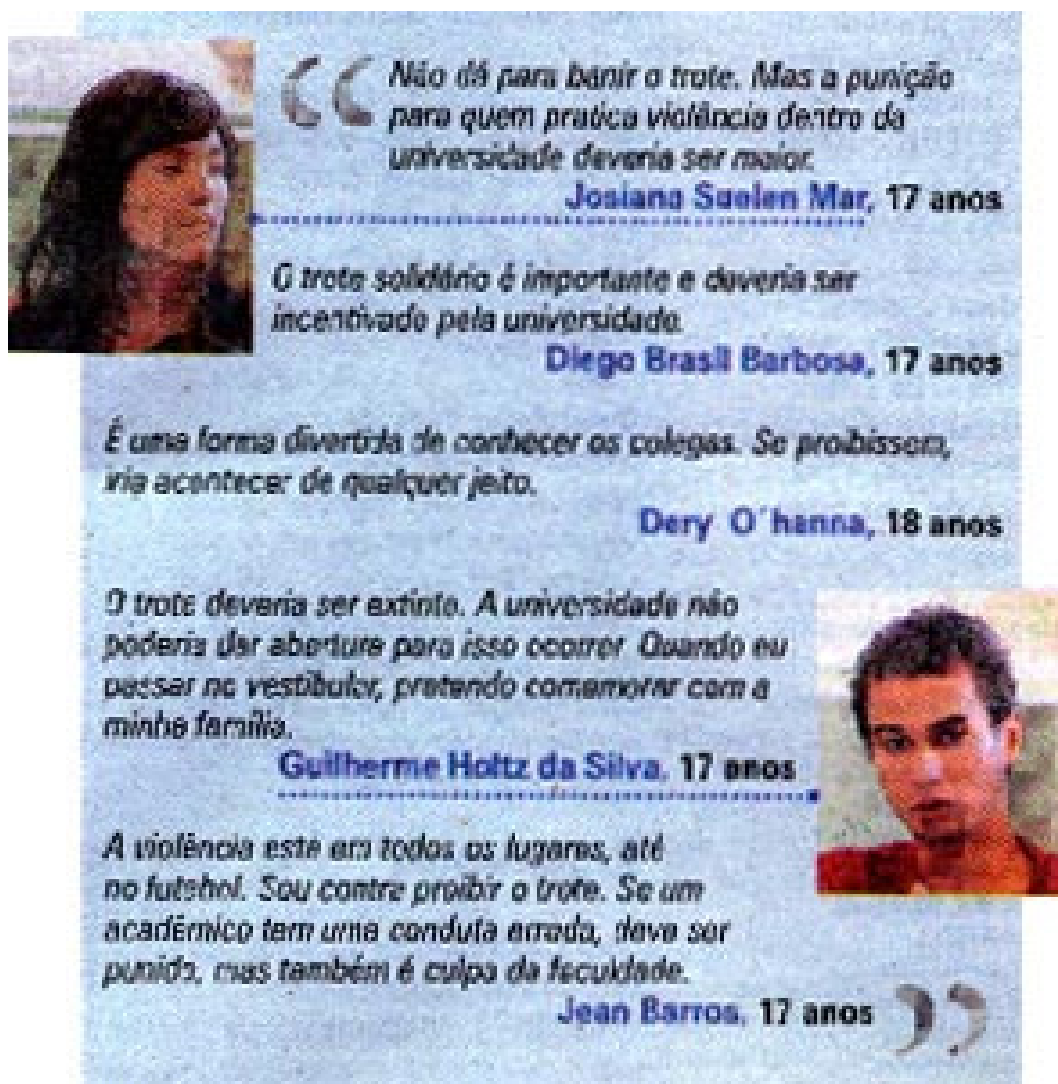 Não dá para banir o trote. Mas a punição
para quem pratica violência dentro da
universidade deveria ser maior.
Josiane Suelen Mar, 17 anos
O trote solidário é importante e deveria ser
incentivado pela universidade.
Diego Brasil Barbosa, 17 anos
É uma forma divertida de conhecer os colegas. Se proibissem,
iria acontecer de qualquer jeito.
Dery O´hanna, 18 anos
O trote deveria ser extinto. A universidade não
poderia dar abertura para isso ocorrer. Quando eu
passar no vestibular, pretendo comemorar com a
minha família.
Guilherme Holtz da Silva, 17 anos
A violência está em todos os lugares, até
no futebol. Sou contra proibir o trote. Se um
acadêmico tem uma conduta errada, deve ser
punido, mas também é culpa da faculdade.
Jean Barros, 17 anos